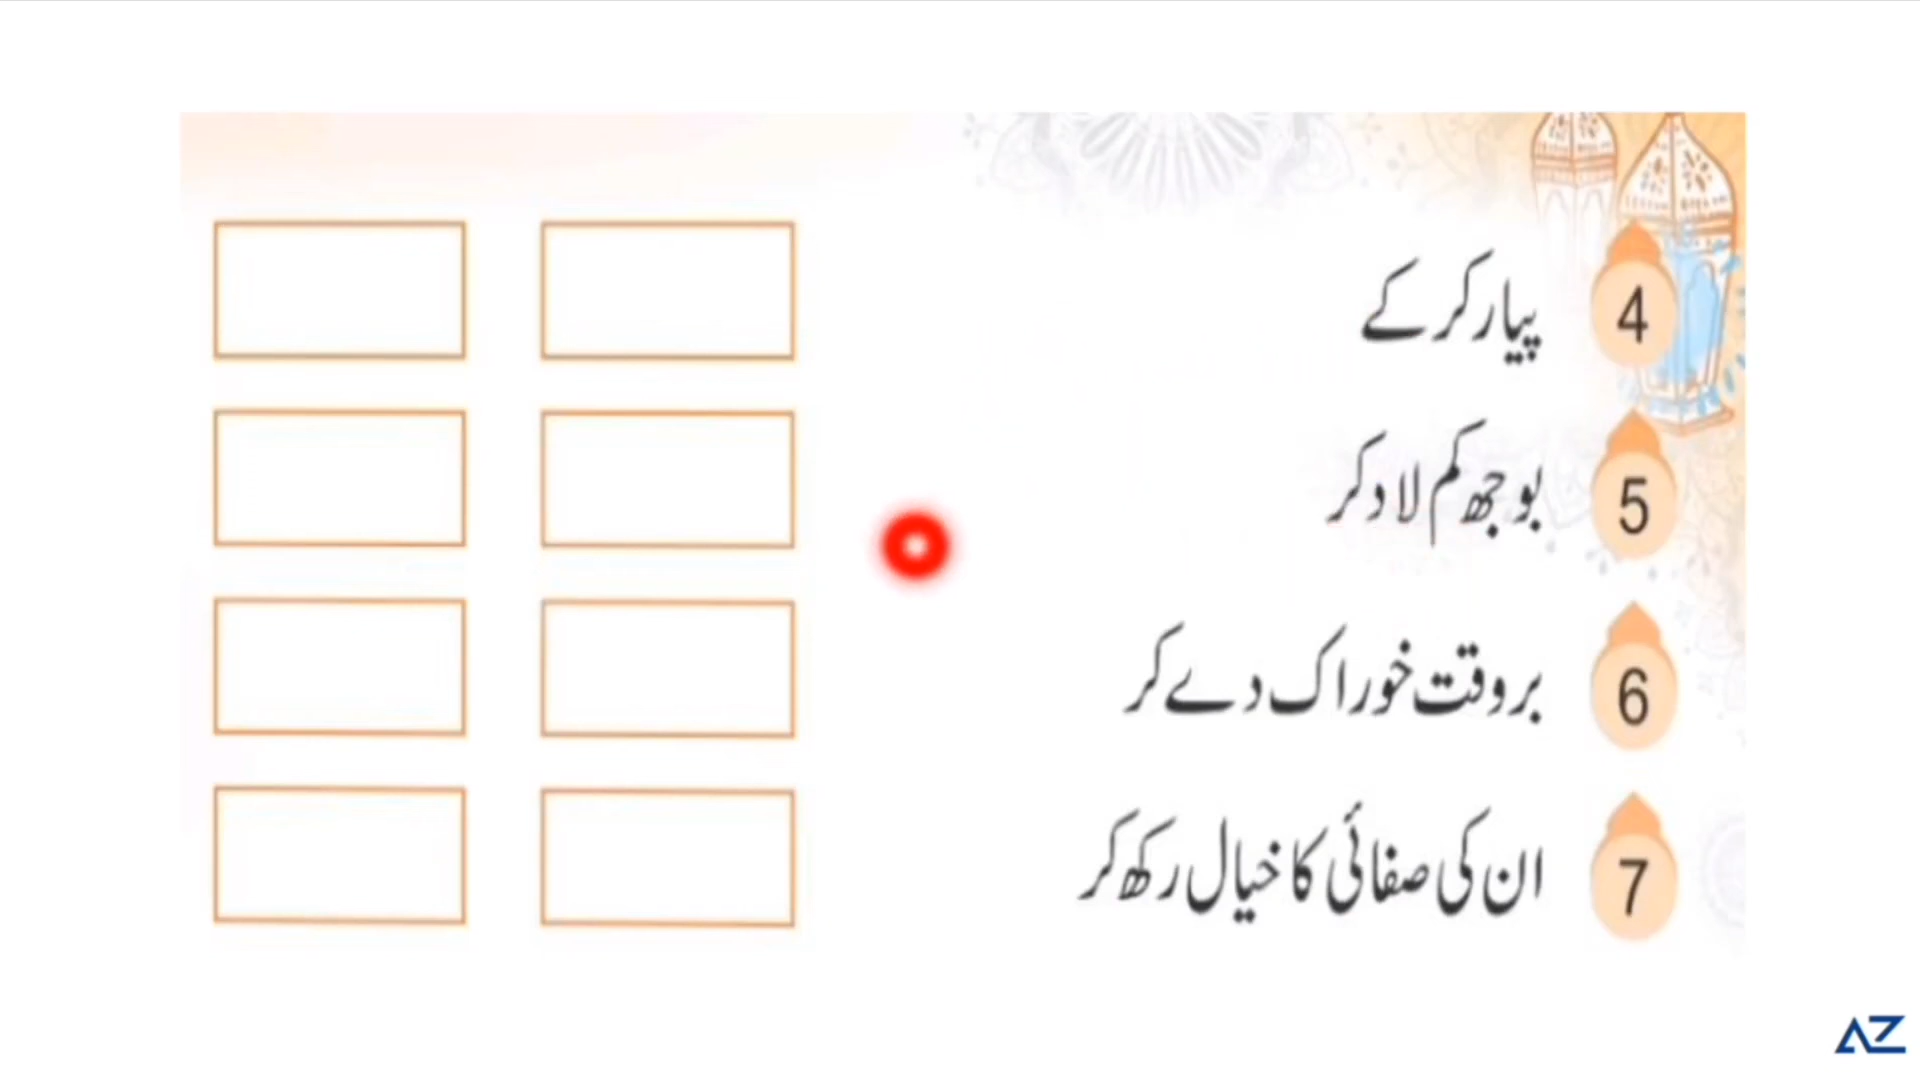 4 پیار کر کے
5 بوجھ کم لاد کر
6 بروقت خوراک دے کر
7 ان کی صفائی کا خیال رکھ کر
AZ